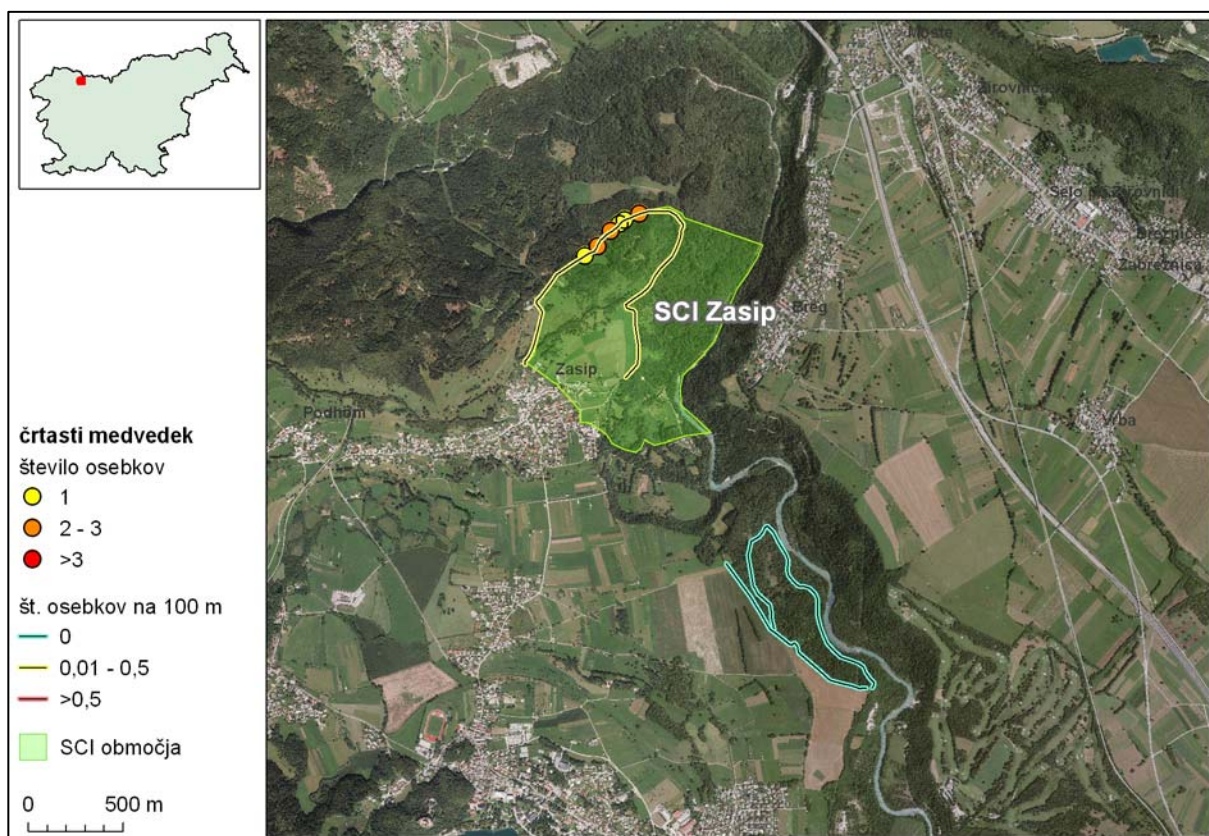 črtasti medvedek
število osebkov
1
2 - 3
>3
št. osebkov na 100 m
0
0,01 - 0,5
>0,5
SCI območja
0 500 m
Moste
Žirovnica
Selo pri Žirovnici
Breznica
Zabreznica
SCI Zasip
Breg
Zasip
Podhom
Vrba